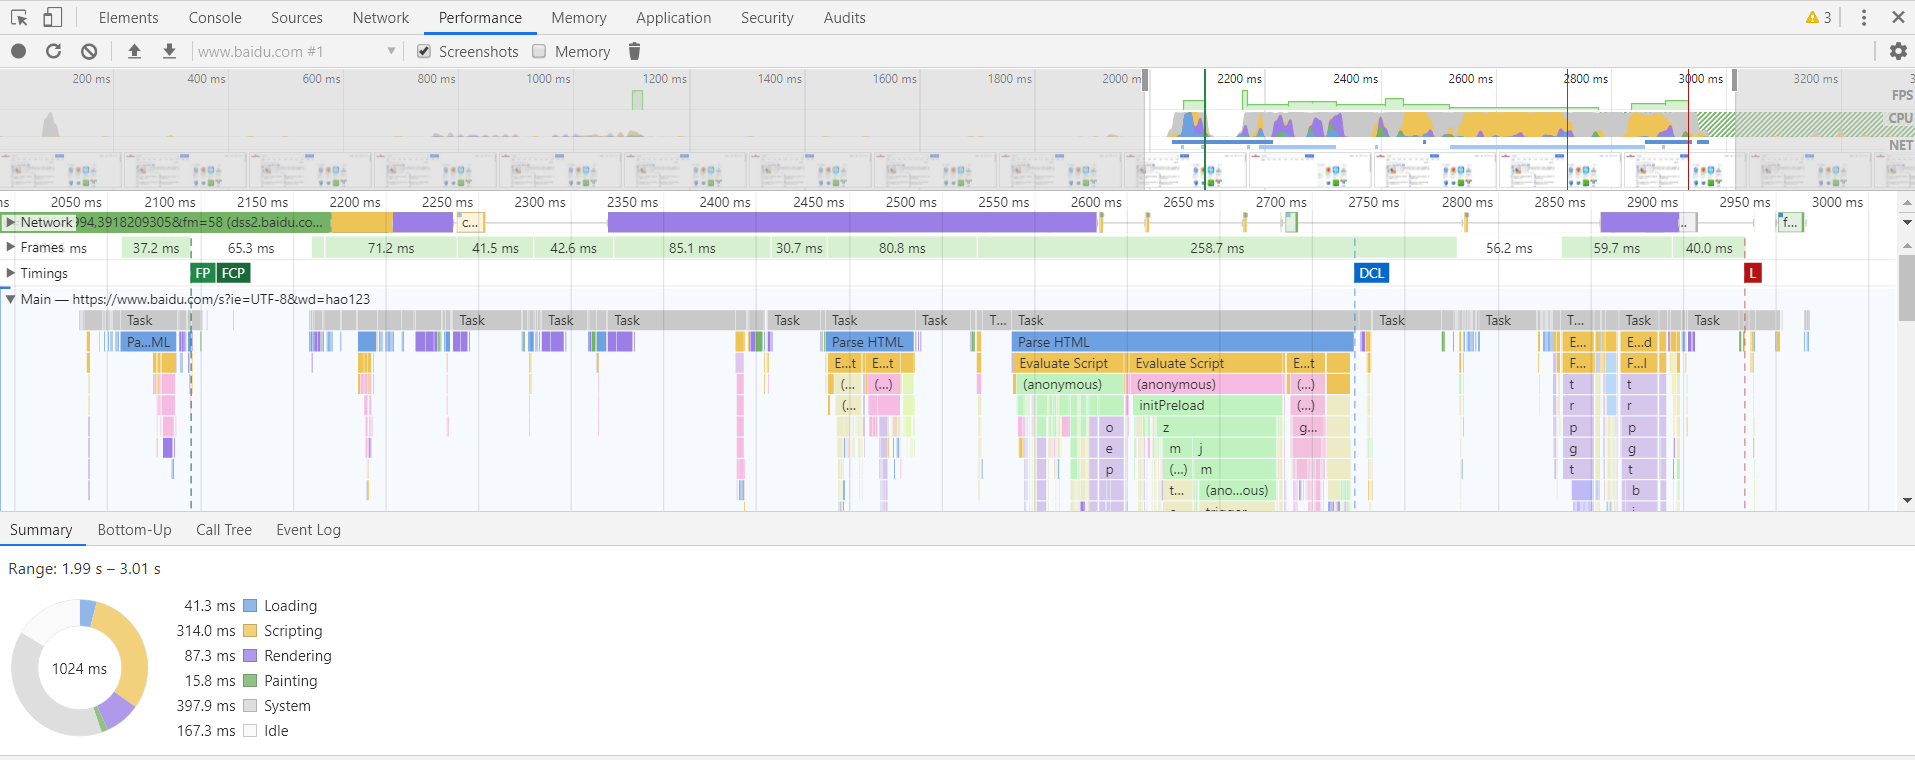 Elements Console Sources Network Performance Memory Application Security Audits 3
www.baidu.com #1 Screenshots Memory
200 ms 400 ms 600 ms 800 ms 1000 ms 1200 ms 1400 ms 1600 ms 1800 ms 2000 m 2200 ms 2400 ms 2600 ms 2800 ms 3000 ms 3200 ms 3
FPS
CPU
NET
ns 2050 ms 2100 ms 2150 ms 2200 ms 2250 ms 2300 ms 2350 ms 2400 ms 2450 ms 2500 ms 2550 ms 2600 ms 2650 ms 2700 ms 2750 ms 2800 ms 2850 ms 2900 ms 2950 ms 3000 ms
Network 994,3918209305&fm=58 (dss2.baidu.co... c... .. f...
Frames ms 37.2 ms 65.3 ms 71.2 ms 41.5 ms 42.6 ms 85.1 ms 30.7 ms 80.8 ms 258.7 ms 56.2 ms 59.7 ms 40.0 ms
Timings FP FCP DCL L
Main — https://www.baidu.com/s?ie=UTF-8&wd=hao123
Task Task Task Task Task Task Task T... Task Task Task T... Task Task
Pa...ML Parse HTML Parse HTML E... E...d
E...t E...t Evaluate Script Evaluate Script E...t F... F...l
(... (...) (anonymous) (anonymous) (...) t t
(... initPreload (...) r r
o z g... p p
e m j g g
p (...) m t t
t... (ano...ous) b
trigger
Summary Bottom-Up Call Tree Event Log
Range: 1.99 s – 3.01 s
41.3 ms Loading
314.0 ms Scripting
87.3 ms Rendering
1024 ms
15.8 ms Painting
397.9 ms System
167.3 ms Idle